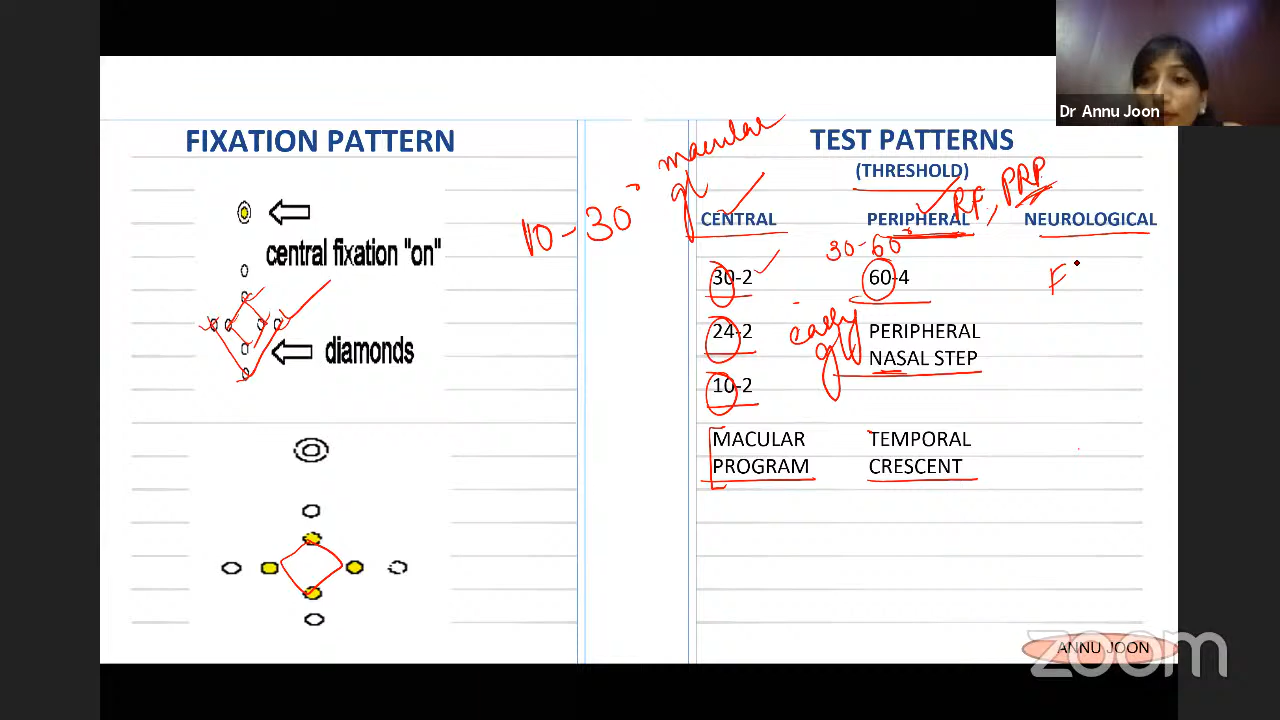 Dr Annu Joon
FIXATION PATTERN
central fixation "on"
diamonds
10-30°
macular
gl
TEST PATTERNS
(THRESHOLD)
RP, PRP
CENTRAL
PERIPHERAL
NEUROLOGICAL
30-60°
30-2
60-4
F
24-2
early
gl
PERIPHERAL
NASAL STEP
10-2
MACULAR
PROGRAM
TEMPORAL
CRESCENT
ANNU JOON
zoom